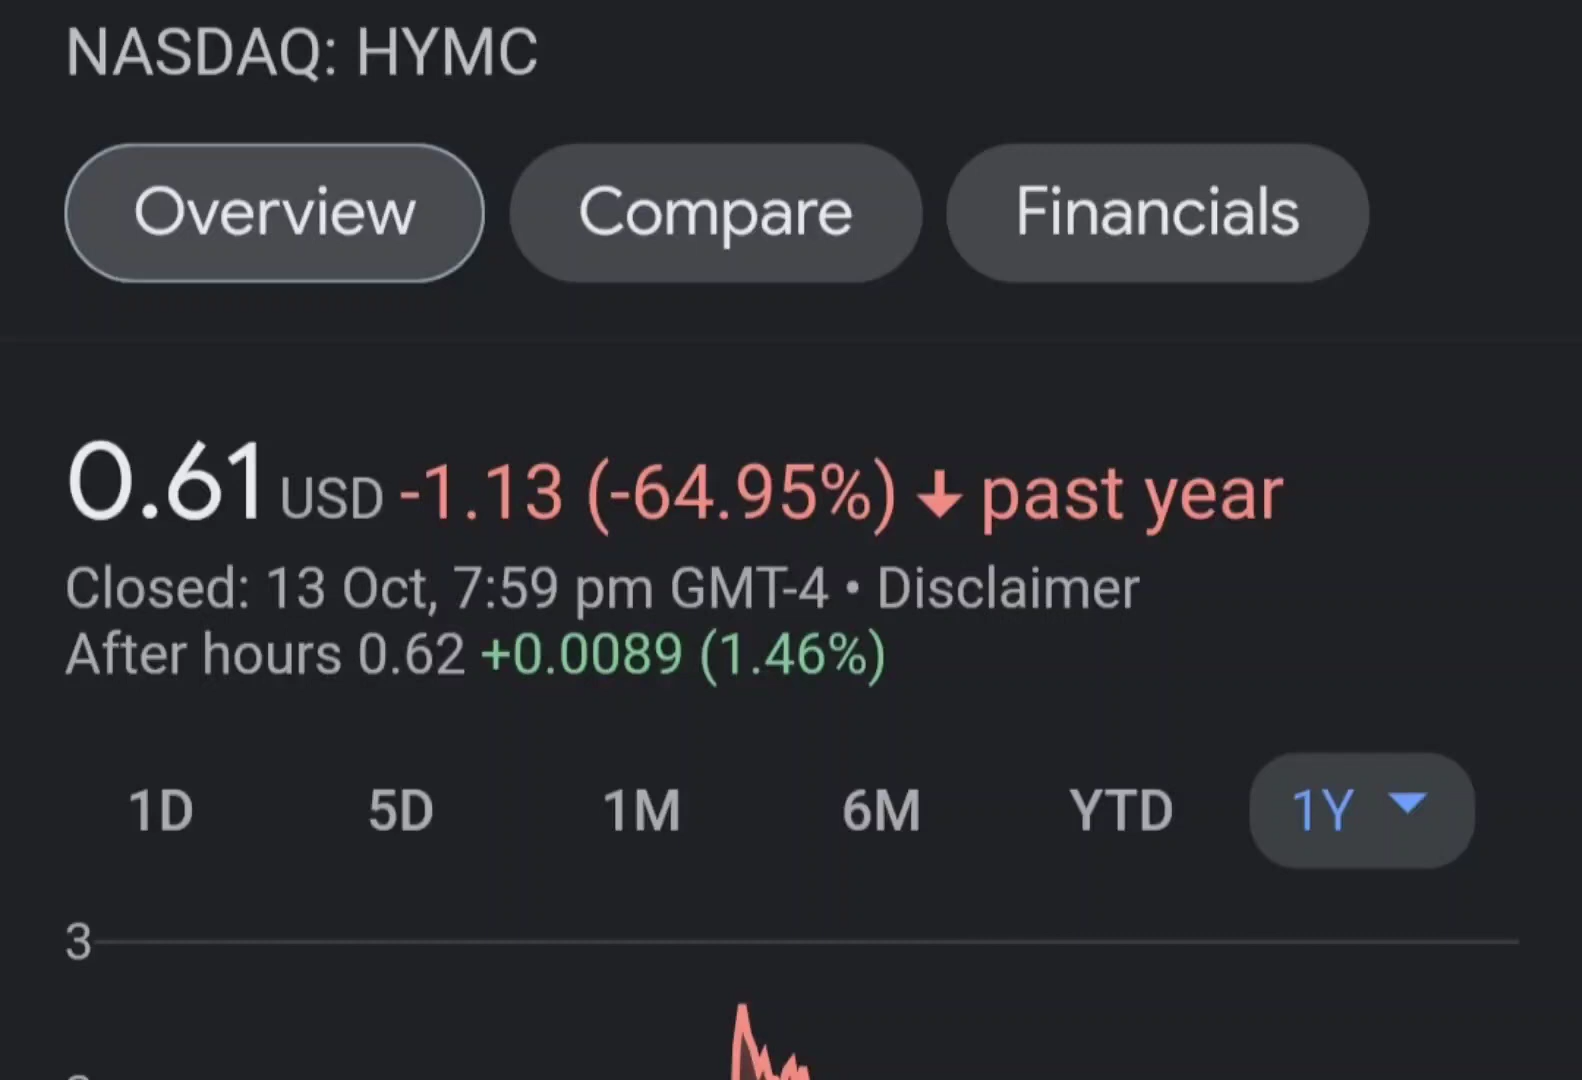 NASDAQ: HYMC
Overview Compare Financials
0.61 USD -1.13 (-64.95%) ↓ past year
Closed: 13 Oct, 7:59 pm GMT-4 • Disclaimer
After hours 0.62 +0.0089 (1.46%)
1D 5D 1M 6M YTD 1Y
3